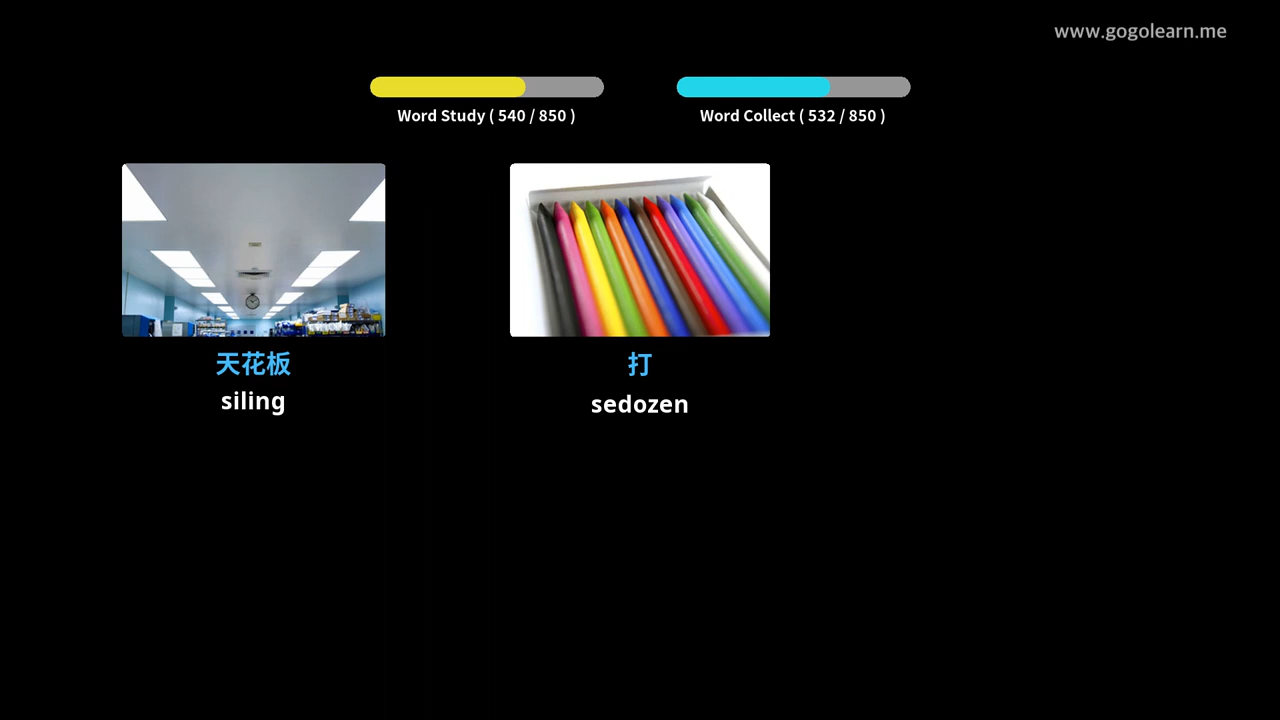 www.gogolearn.me
Word Study ( 540 / 850 )
Word Collect ( 532 / 850 )
天花板
siling
打
sedozen